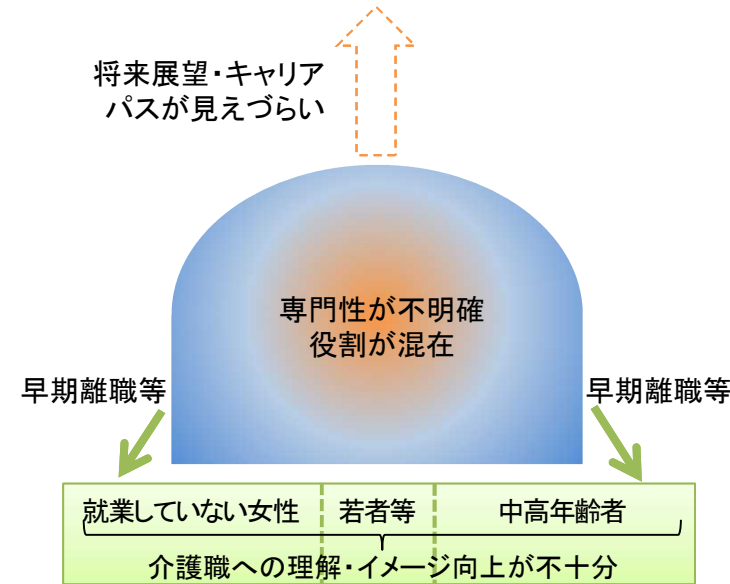 将来展望・キャリア
パスが見えづらい
専門性が不明確
役割が混在
早期離職等
早期離職等
就業していない女性
若者等
中高年齢者
介護職への理解・イメージ向上が不十分